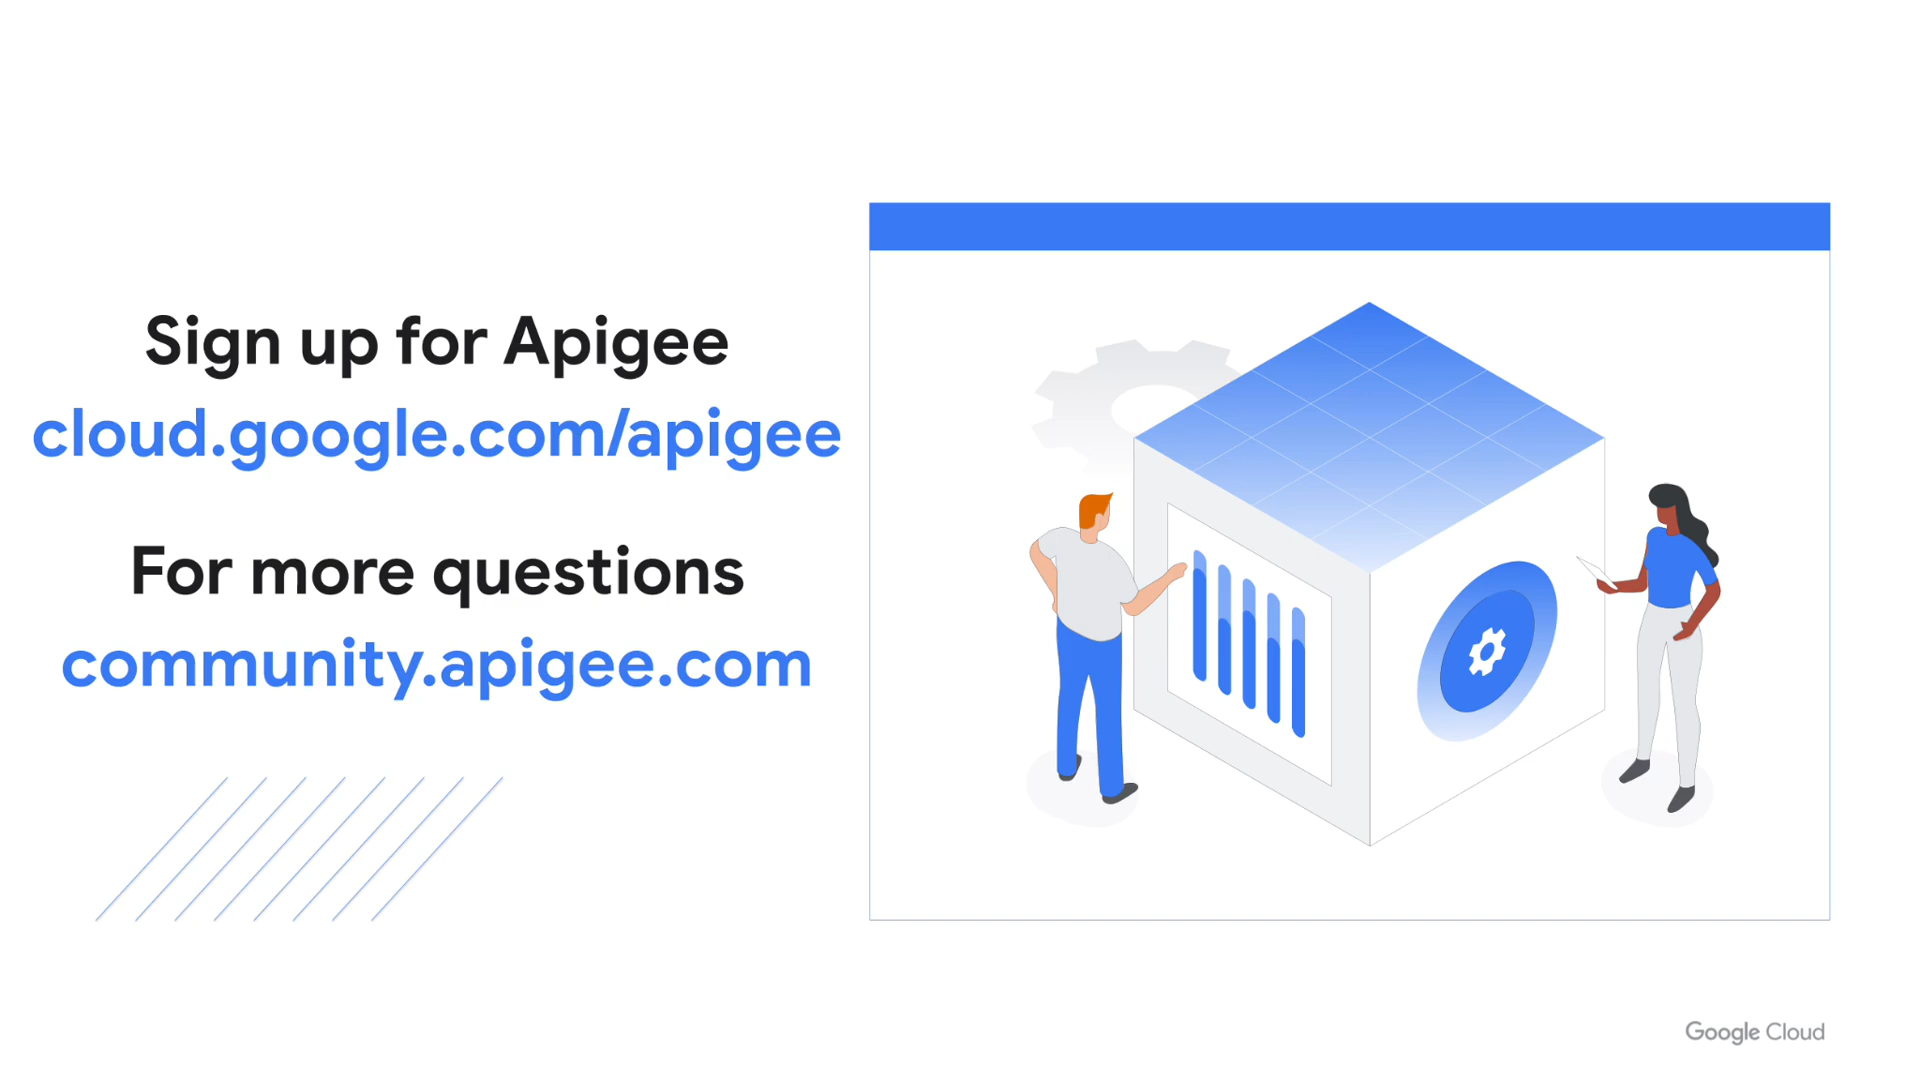 Sign up for Apigee
cloud.google.com/apigee
For more questions
community.apigee.com
Google Cloud